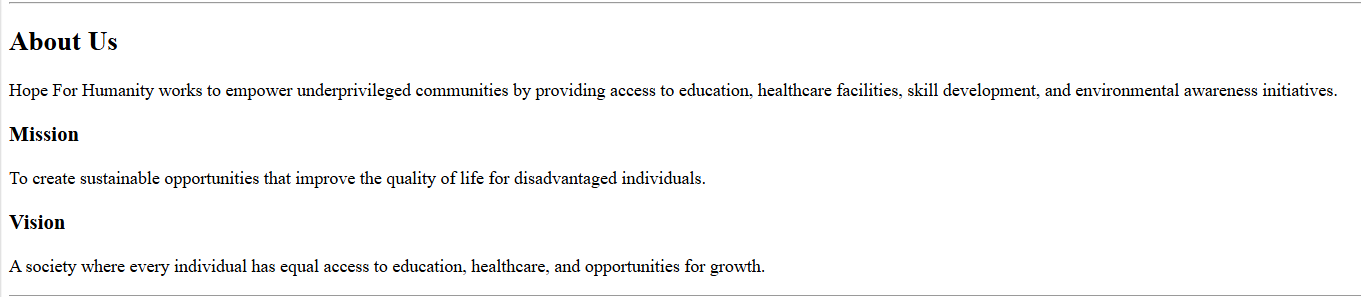 About Us
Hope For Humanity works to empower underprivileged communities by providing access to education, healthcare facilities, skill development, and environmental awareness initiatives.
Mission
To create sustainable opportunities that improve the quality of life for disadvantaged individuals.
Vision
A society where every individual has equal access to education, healthcare, and opportunities for growth.